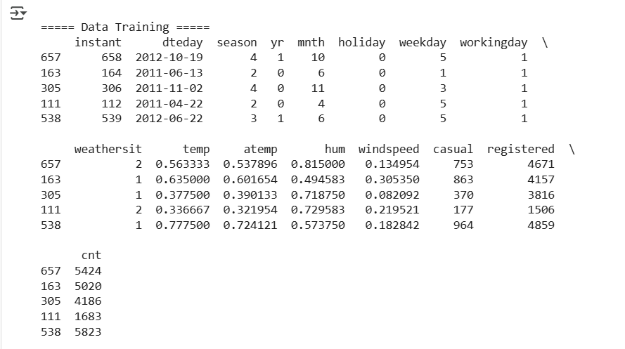 ===== Data Training =====
instant dteday season yr mnth holiday weekday workingday \
657 658 2012-10-19 4 1 10 0 5 1
163 164 2011-06-13 2 0 6 0 1 1
305 306 2011-11-02 4 0 11 0 3 1
111 112 2011-04-22 2 0 4 0 5 1
538 539 2012-06-22 3 1 6 0 5 1
weathersit temp atemp hum windspeed casual registered \
657 2 0.563333 0.537896 0.815000 0.134954 753 4671
163 1 0.635000 0.601654 0.494583 0.305350 863 4157
305 1 0.377500 0.390133 0.718750 0.082092 370 3816
111 2 0.336667 0.321954 0.729583 0.219521 177 1506
538 1 0.777500 0.724121 0.573750 0.182842 964 4859
cnt
657 5424
163 5020
305 4186
111 1683
538 5823